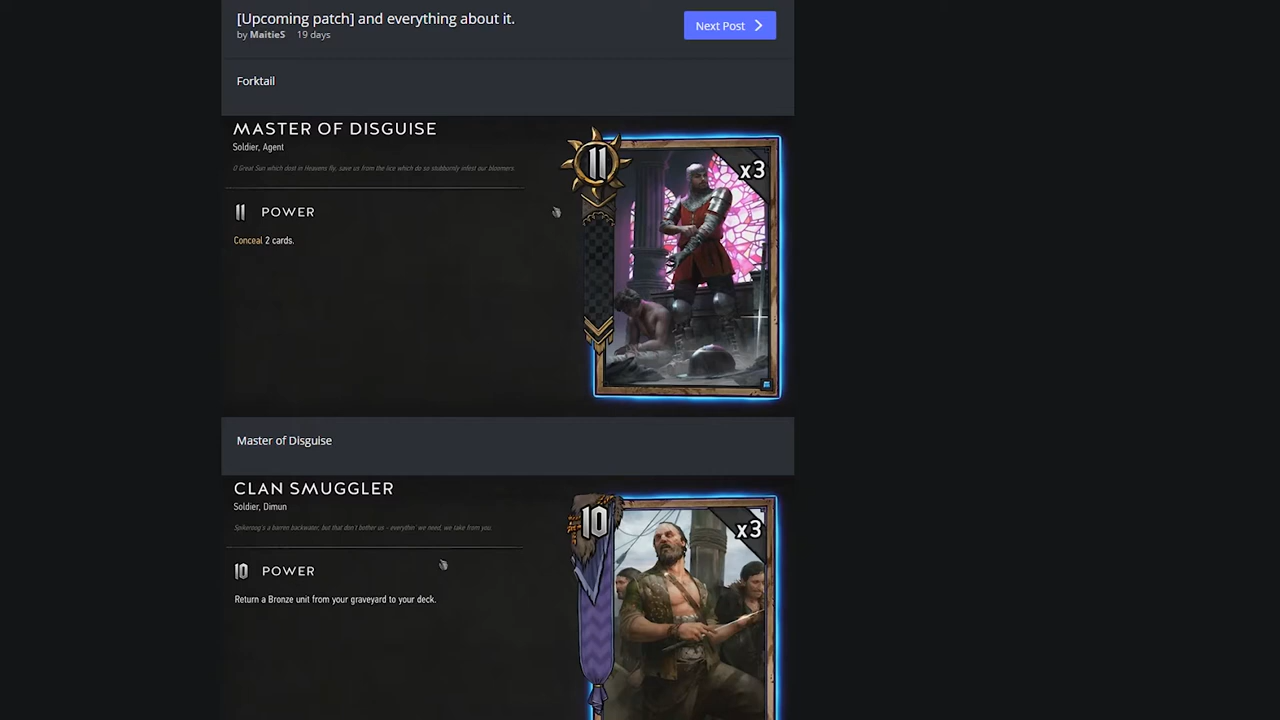 [Upcoming patch] and everything about it.
by MaitieS 19 days
Next Post
Forktail
MASTER OF DISGUISE
Soldier, Agent
O Great Sun which dost in Heavens fly, save us from the lice which do so stubbornly infest our bloomers.
11 POWER
Conceal 2 cards.
11
x3
Master of Disguise
CLAN SMUGGLER
Soldier, Dimun
Spikeroog's a barren backwater, but that don't bother us – everythin' we need, we take from you.
10 POWER
Return a Bronze unit from your graveyard to your deck.
10
x3